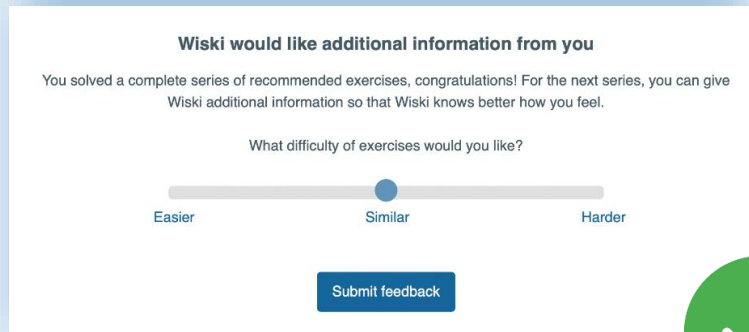 Wiski would like additional information from you
You solved a complete series of recommended exercises, congratulations! For the next series, you can give
Wiski additional information so that Wiski knows better how you feel.
What difficulty of exercises would you like?
Easier Similar Harder
Submit feedback